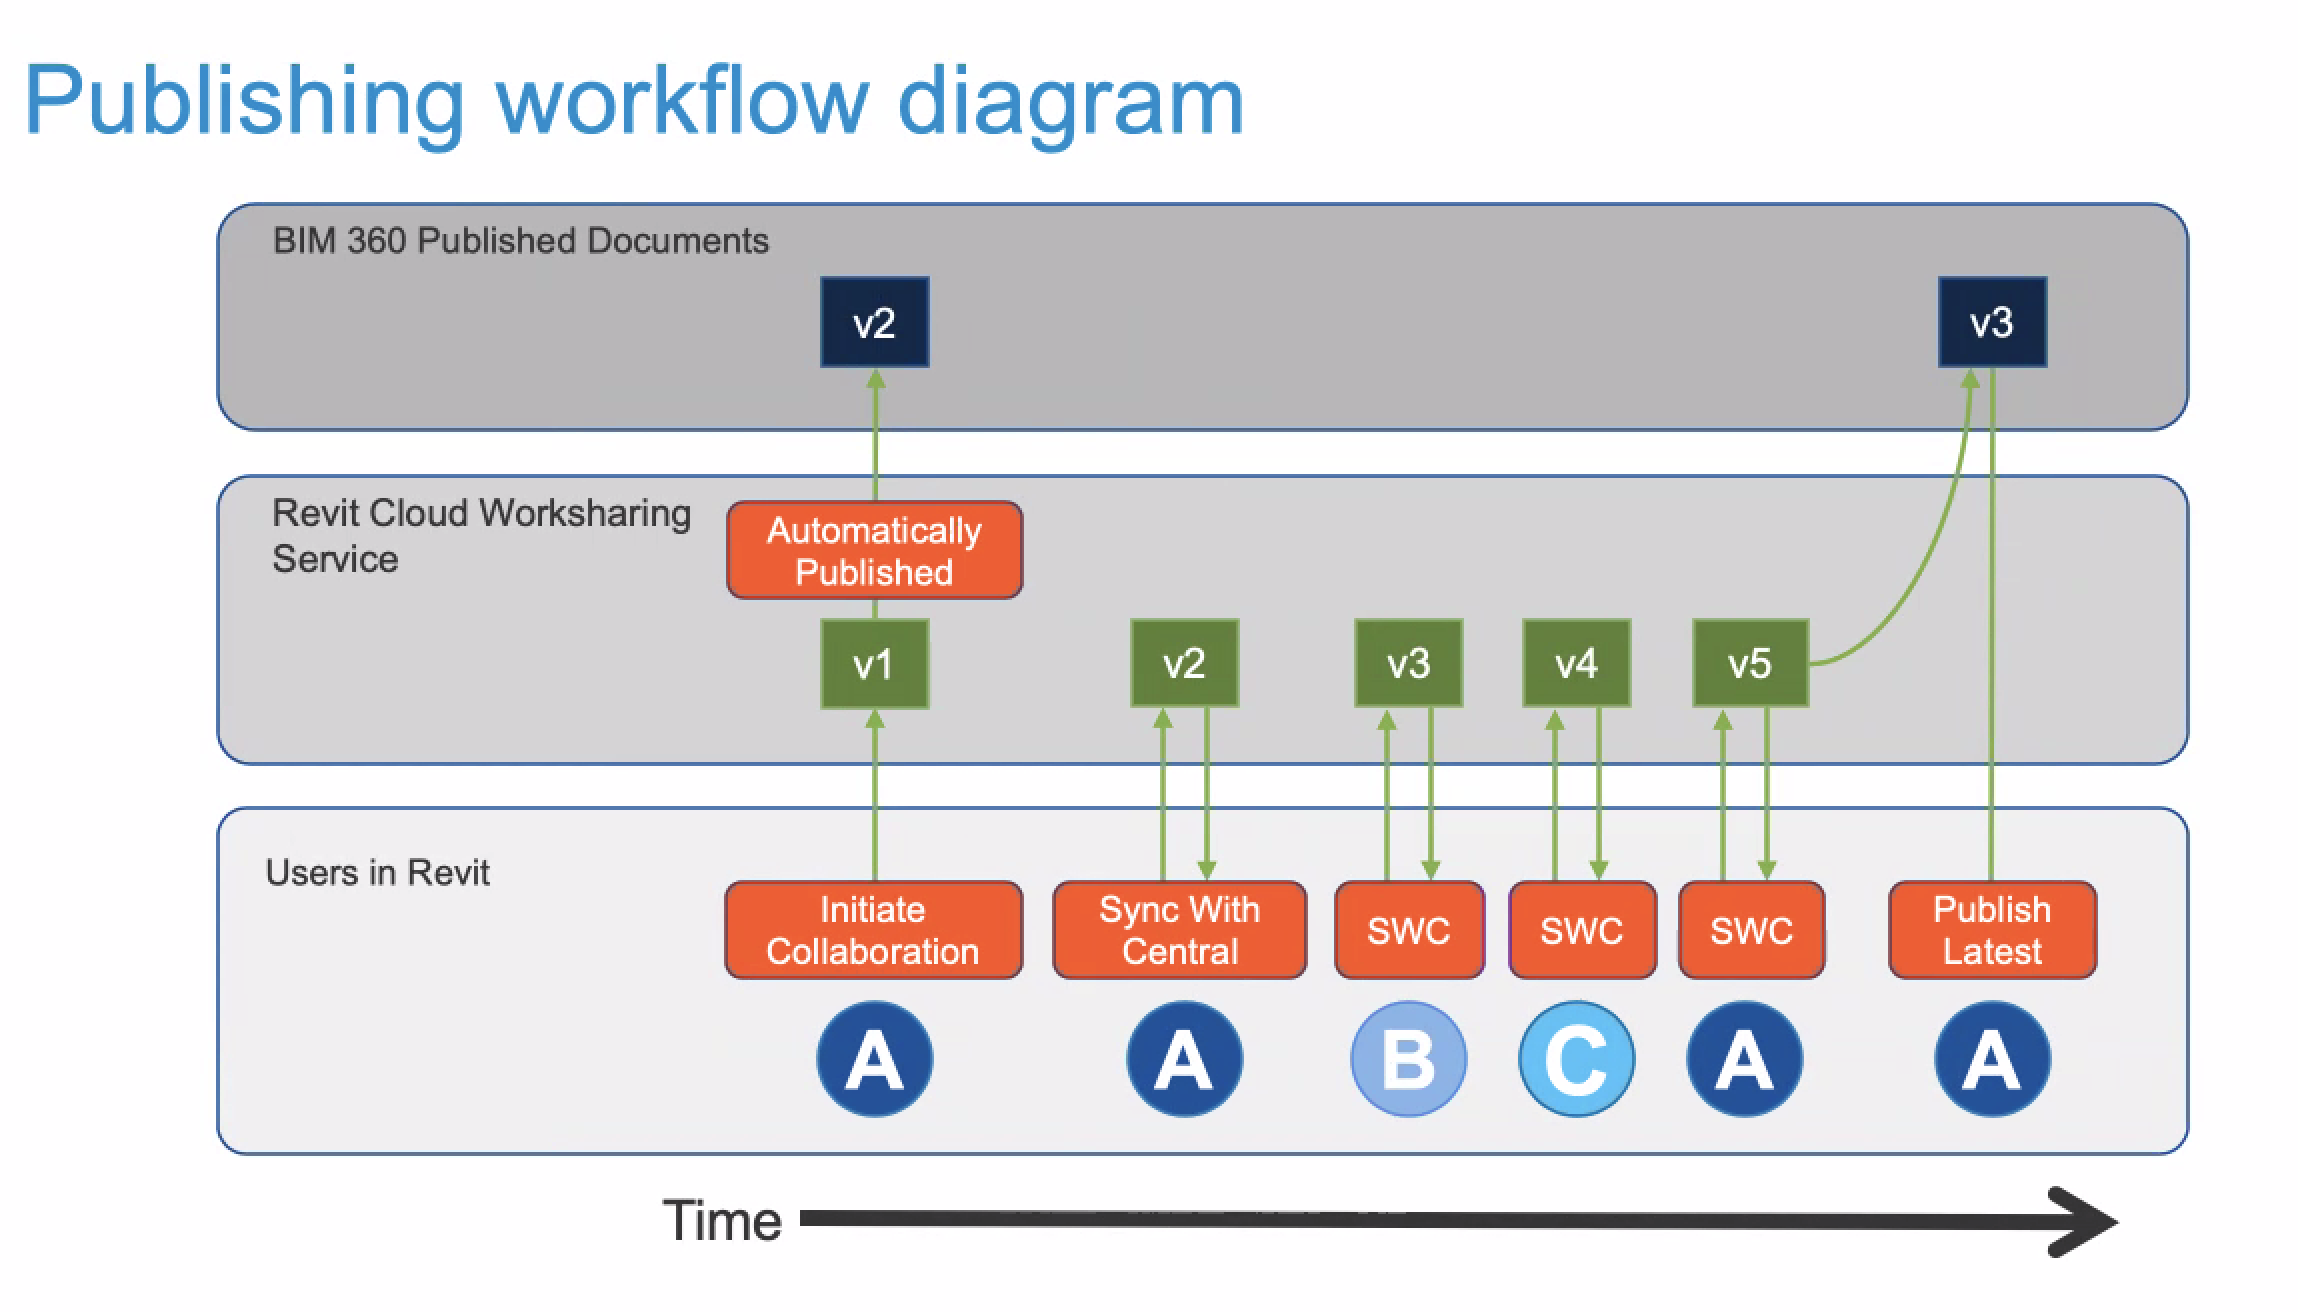 Publishing workflow diagram
BIM 360 Published Documents
v2
v3
Revit Cloud Worksharing
Service
Automatically
Published
v1
v2
v3
v4
v5
Users in Revit
Initiate
Collaboration
Sync With
Central
SWC
SWC
SWC
Publish
Latest
A
A
B
C
A
A
Time